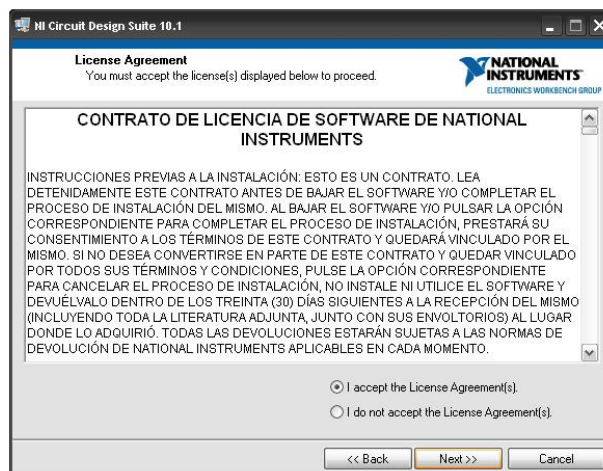 NI Circuit Design Suite 10.1
License Agreement
You must accept the license(s) displayed below to proceed.
NATIONAL
INSTRUMENTS
ELECTRONICS WORKBENCH GROUP
CONTRATO DE LICENCIA DE SOFTWARE DE NATIONAL
INSTRUMENTS
INSTRUCCIONES PREVIAS A LA INSTALACIÓN: ESTO ES UN CONTRATO. LEA
DETENIDAMENTE ESTE CONTRATO ANTES DE BAJAR EL SOFTWARE Y/O COMPLETAR EL
PROCESO DE INSTALACIÓN DEL MISMO. AL BAJAR EL SOFTWARE Y/O PULSAR LA OPCIÓN
CORRESPONDIENTE PARA COMPLETAR EL PROCESO DE INSTALACIÓN, PRESTARÁ SU
CONSENTIMIENTO A LOS TÉRMINOS DE ESTE CONTRATO Y QUEDARÁ VINCULADO POR EL
MISMO. SI NO DESEA CONVERTIRSE EN PARTE DE ESTE CONTRATO Y QUEDAR VINCULADO
POR TODOS SUS TÉRMINOS Y CONDICIONES, PULSE LA OPCIÓN CORRESPONDIENTE
PARA CANCELAR EL PROCESO DE INSTALACIÓN, NO INSTALE NI UTILICE EL SOFTWARE Y
DEVUÉLVALO DENTRO DE LOS TREINTA (30) DÍAS SIGUIENTES A LA RECEPCIÓN DEL MISMO
(INCLUYENDO TODA LA LITERATURA ADJUNTA, JUNTO CON SUS ENVOLTORIOS) AL LUGAR
DONDE LO ADQUIRIÓ. TODAS LAS DEVOLUCIONES ESTARÁN SUJETAS A LAS NORMAS DE
DEVOLUCIÓN DE NATIONAL INSTRUMENTS APLICABLES EN CADA MOMENTO.
I accept the License Agreement(s).
I do not accept the License Agreement(s).
<< Back
Next >>
Cancel